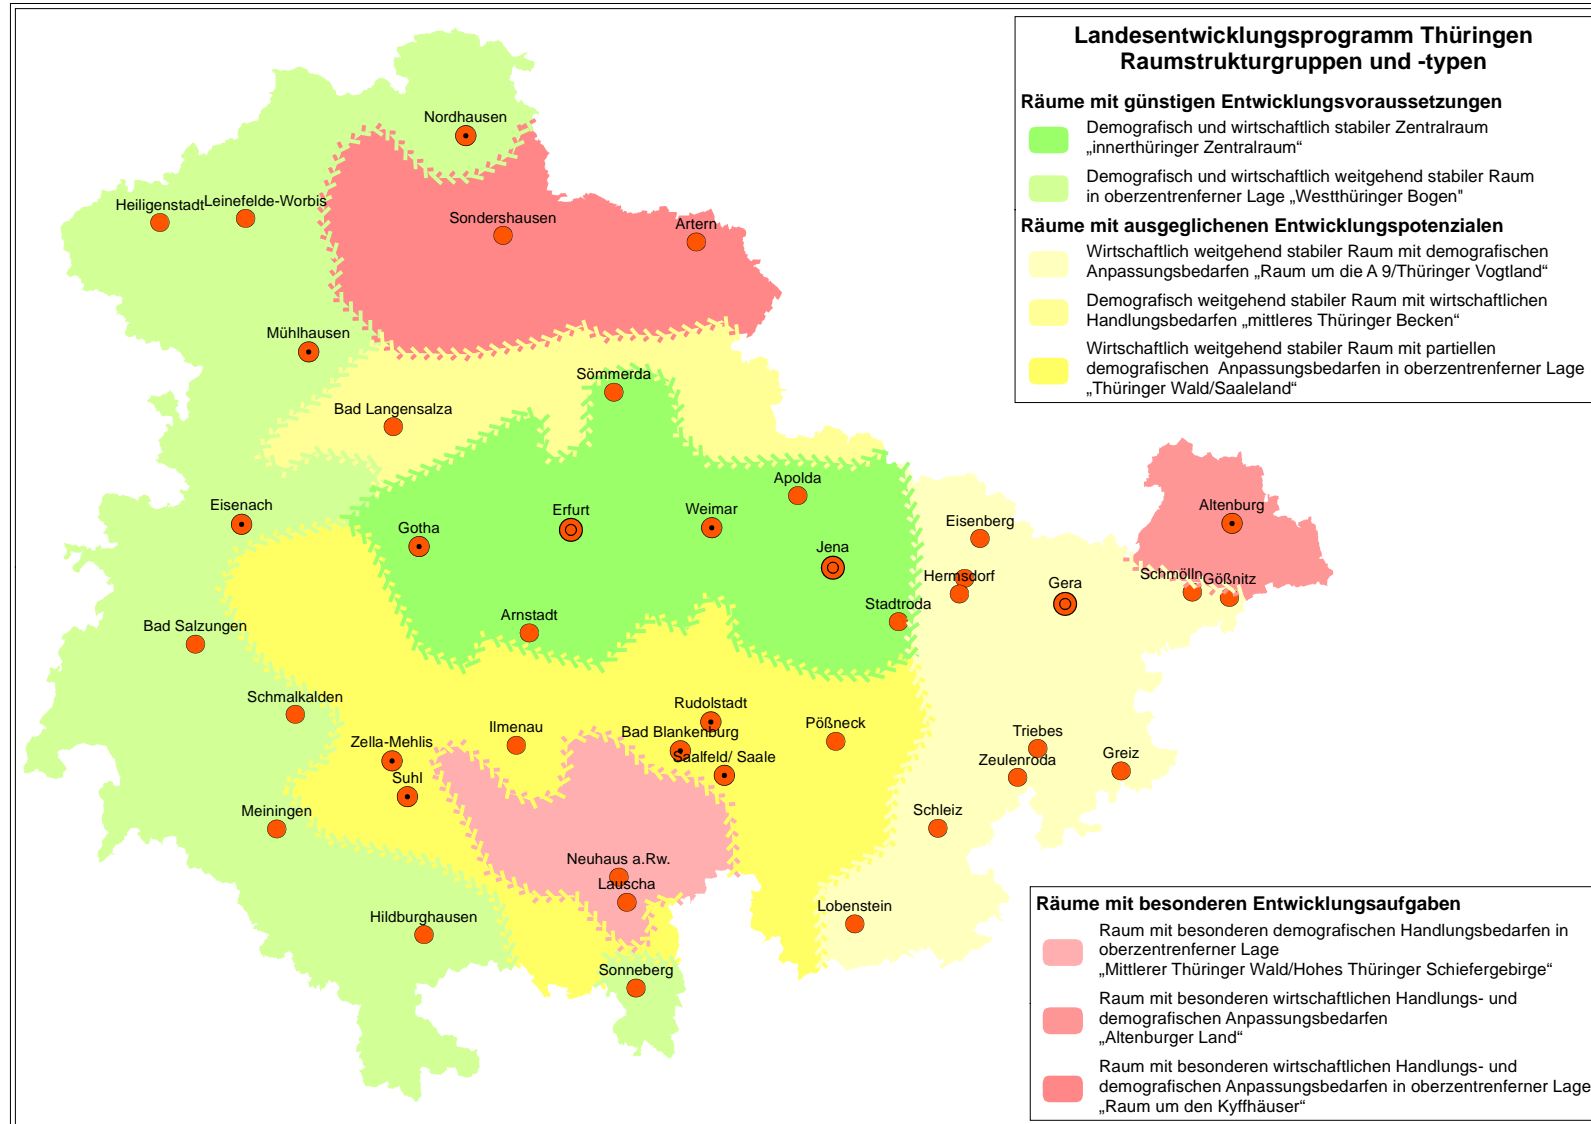 Landesentwicklungsprogramm Thüringen
Raumstrukturgruppen und -typen
Räume mit günstigen Entwicklungsvoraussetzungen
Demografisch und wirtschaftlich stabiler Zentralraum
„innerthüringer Zentralraum“
Demografisch und wirtschaftlich weitgehend stabiler Raum
in oberzentrenferner Lage „Westthüringer Bogen"
Räume mit ausgeglichenen Entwicklungspotenzialen
Wirtschaftlich weitgehend stabiler Raum mit demografischen
Anpassungsbedarfen „Raum um die A 9/Thüringer Vogtland“
Demografisch weitgehend stabiler Raum mit wirtschaftlichen
Handlungsbedarfen „mittleres Thüringer Becken“
Wirtschaftlich weitgehend stabiler Raum mit partiellen
demografischen Anpassungsbedarfen in oberzentrenferner Lage
„Thüringer Wald/Saaleland“
Nordhausen
Heiligenstadt
Leinefelde-Worbis
Sondershausen
Artern
Mühlhausen
Sömmerda
Bad Langensalza
Apolda
Eisenach
Gotha
Erfurt
Weimar
Jena
Eisenberg
Altenburg
Hermsdorf
Gera
Schmölln
Gößnitz
Stadtroda
Arnstadt
Bad Salzungen
Schmalkalden
Ilmenau
Rudolstadt
Bad Blankenburg
Saalfeld/ Saale
Pößneck
Triebes
Zeulenroda
Greiz
Zella-Mehlis
Suhl
Meiningen
Schleiz
Neuhaus a.Rw.
Lauscha
Lobenstein
Hildburghausen
Sonneberg
Räume mit besonderen Entwicklungsaufgaben
Raum mit besonderen demografischen Handlungsbedarfen in
oberzentrenferner Lage
„Mittlerer Thüringer Wald/Hohes Thüringer Schiefergebirge“
Raum mit besonderen wirtschaftlichen Handlungs- und
demografischen Anpassungsbedarfen
„Altenburger Land“
Raum mit besonderen wirtschaftlichen Handlungs- und
demografischen Anpassungsbedarfen in oberzentrenferner Lage
„Raum um den Kyffhäuser“